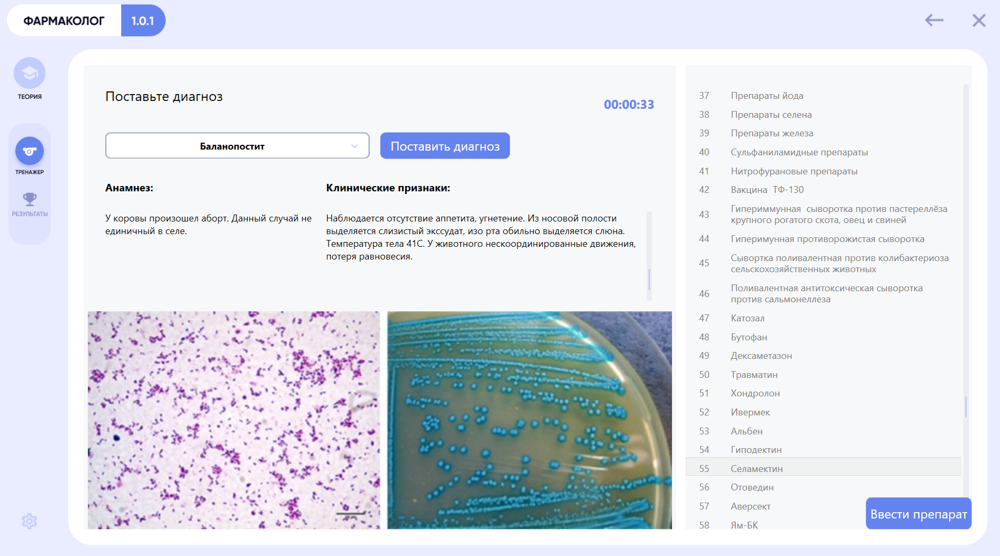 ФАРМАКОЛОГ 1.0.1
ТЕОРИЯ
ТРЕНАЖЕР
РЕЗУЛЬТАТЫ
Поставьте диагноз
00:00:33
Баланопостит
Поставить диагноз
Анамнез:
У коровы произошел аборт. Данный случай не
единичный в селе.
Клинические признаки:
Наблюдается отсутствие аппетита, угнетение. Из носовой полости
выделяется слизистый экссудат, изо рта обильно выделяется слюна.
Температура тела 41С. У животного нескоординированные движения,
потеря равновесия.
37 Препараты йода
38 Препараты селена
39 Препараты железа
40 Сульфаниламидные препараты
41 Нитрофурановые препараты
42 Вакцина ТФ-130
43 Гипериммунная сыворотка против пастереллёза
крупного рогатого скота, овец и свиней
44 Гиперимунная противорожистая сыворотка
45 Сывортка поливалентная против колибактериоза
сельскохозяйственных животных
46 Поливалентная антитоксическая сыворотка
против сальмонеллеза
47 Катозал
48 Бутофан
49 Дексаметазон
50 Травматин
51 Хондролон
52 Ивермек
53 Альбен
54 Гиподектин
55 Селамектин
56 Отоведин
57 Аверсект
58 Ям-БК
Ввести препарат